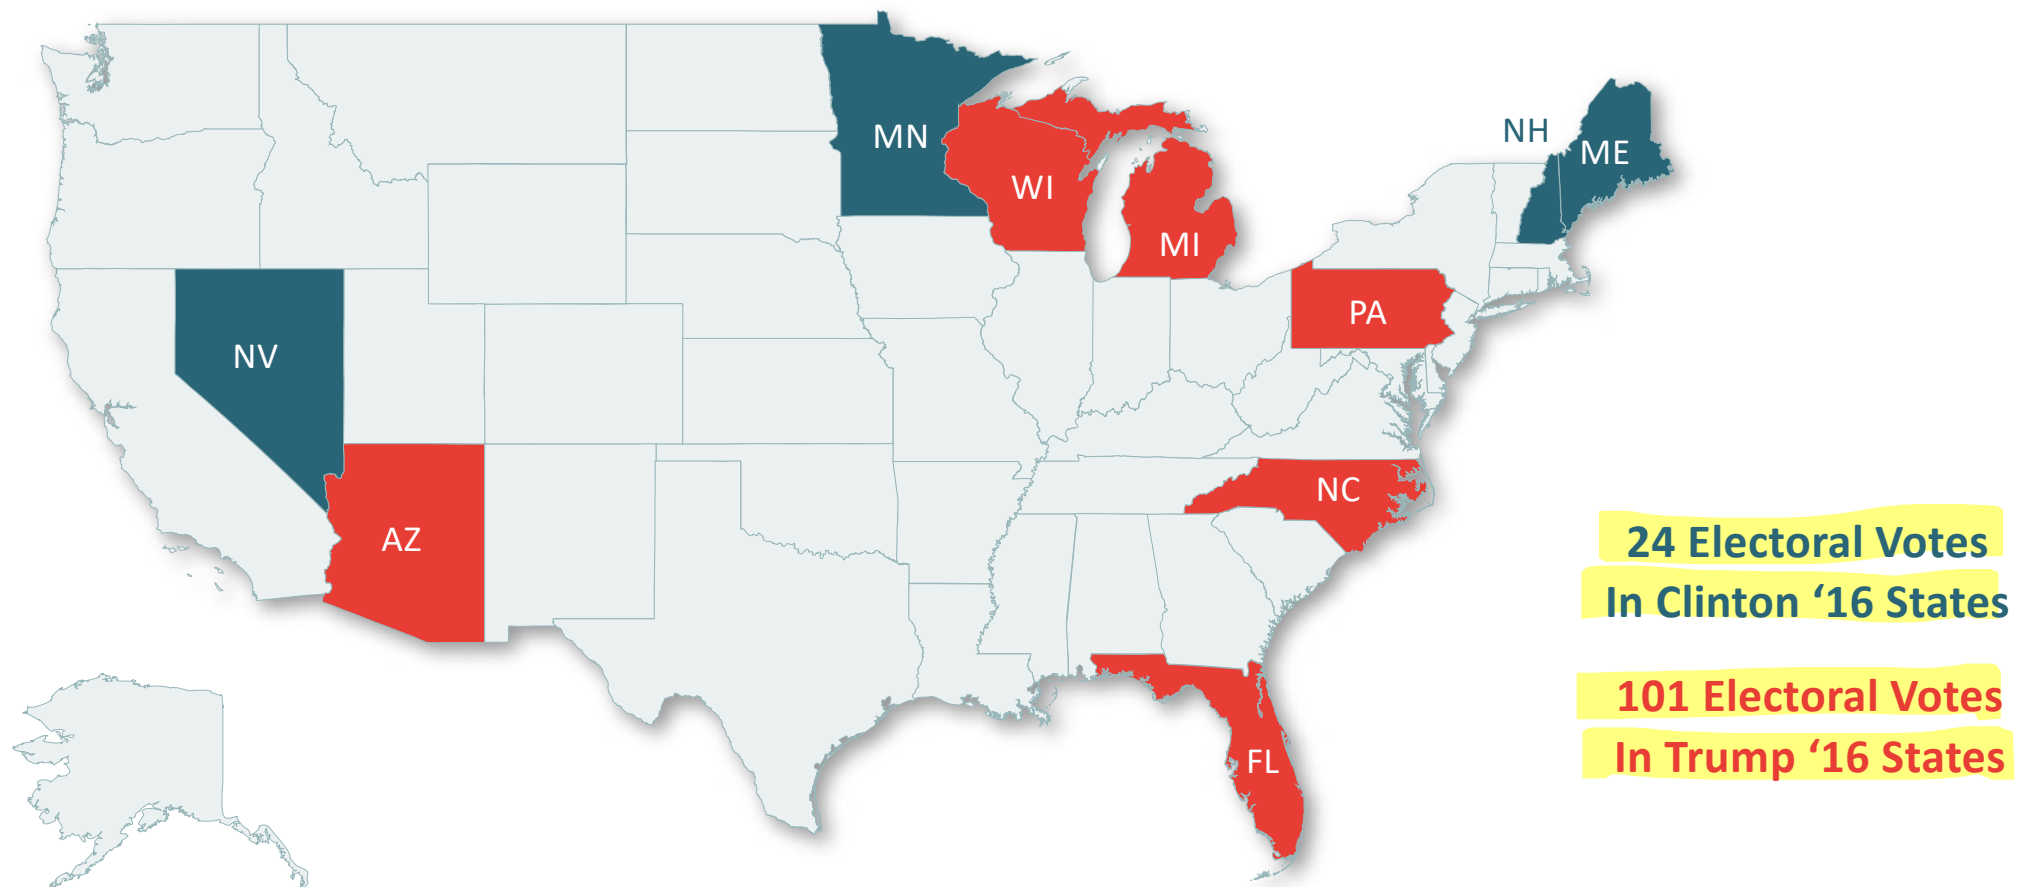 NH
MN
ME
WI
MI
PA
NV
NC
AZ
24 Electoral Votes
In Clinton ‘16 States
101 Electoral Votes
In Trump ‘16 States
FL